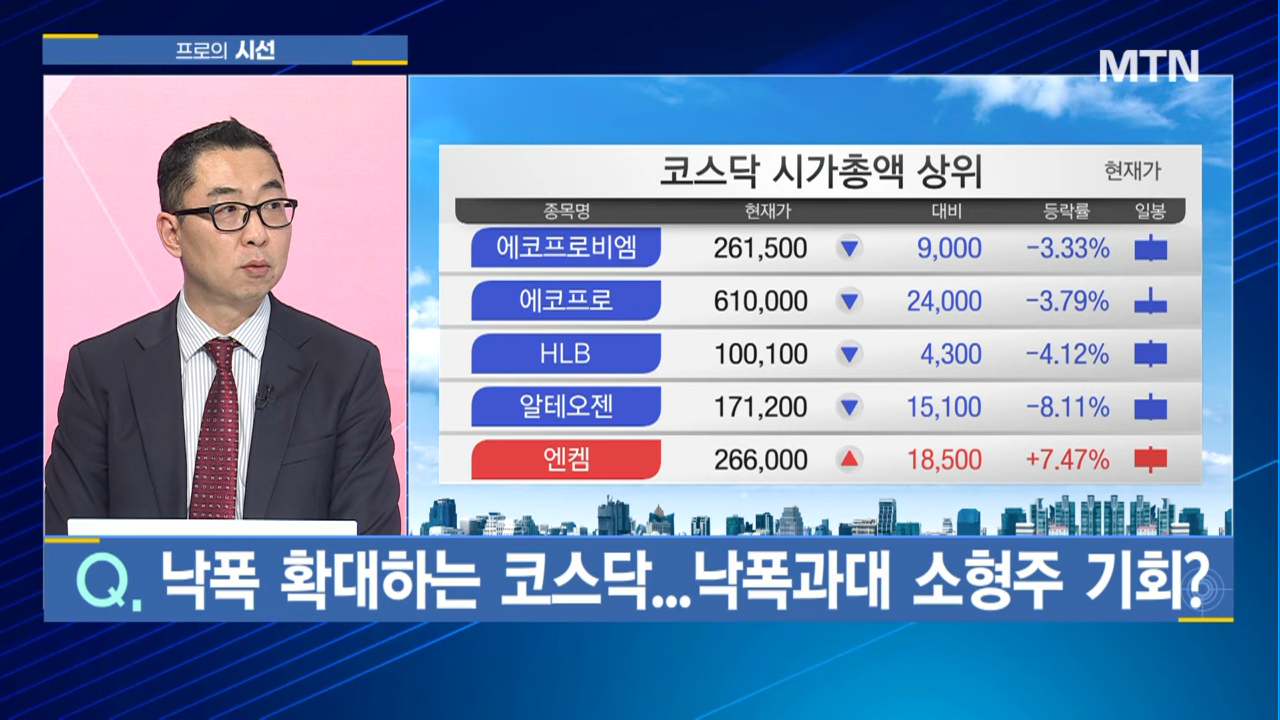 프로의 시선
MTN
코스닥 시가총액 상위 현재가
종목명 현재가 대비 등락률 일봉
에코프로비엠 261,500 ▼ 9,000 -3.33%
에코프로 610,000 ▼ 24,000 -3.79%
HLB 100,100 ▼ 4,300 -4.12%
알테오젠 171,200 ▼ 15,100 -8.11%
엔켐 266,000 ▲ 18,500 +7.47%
Q. 낙폭 확대하는 코스닥...낙폭과대 소형주 기회?